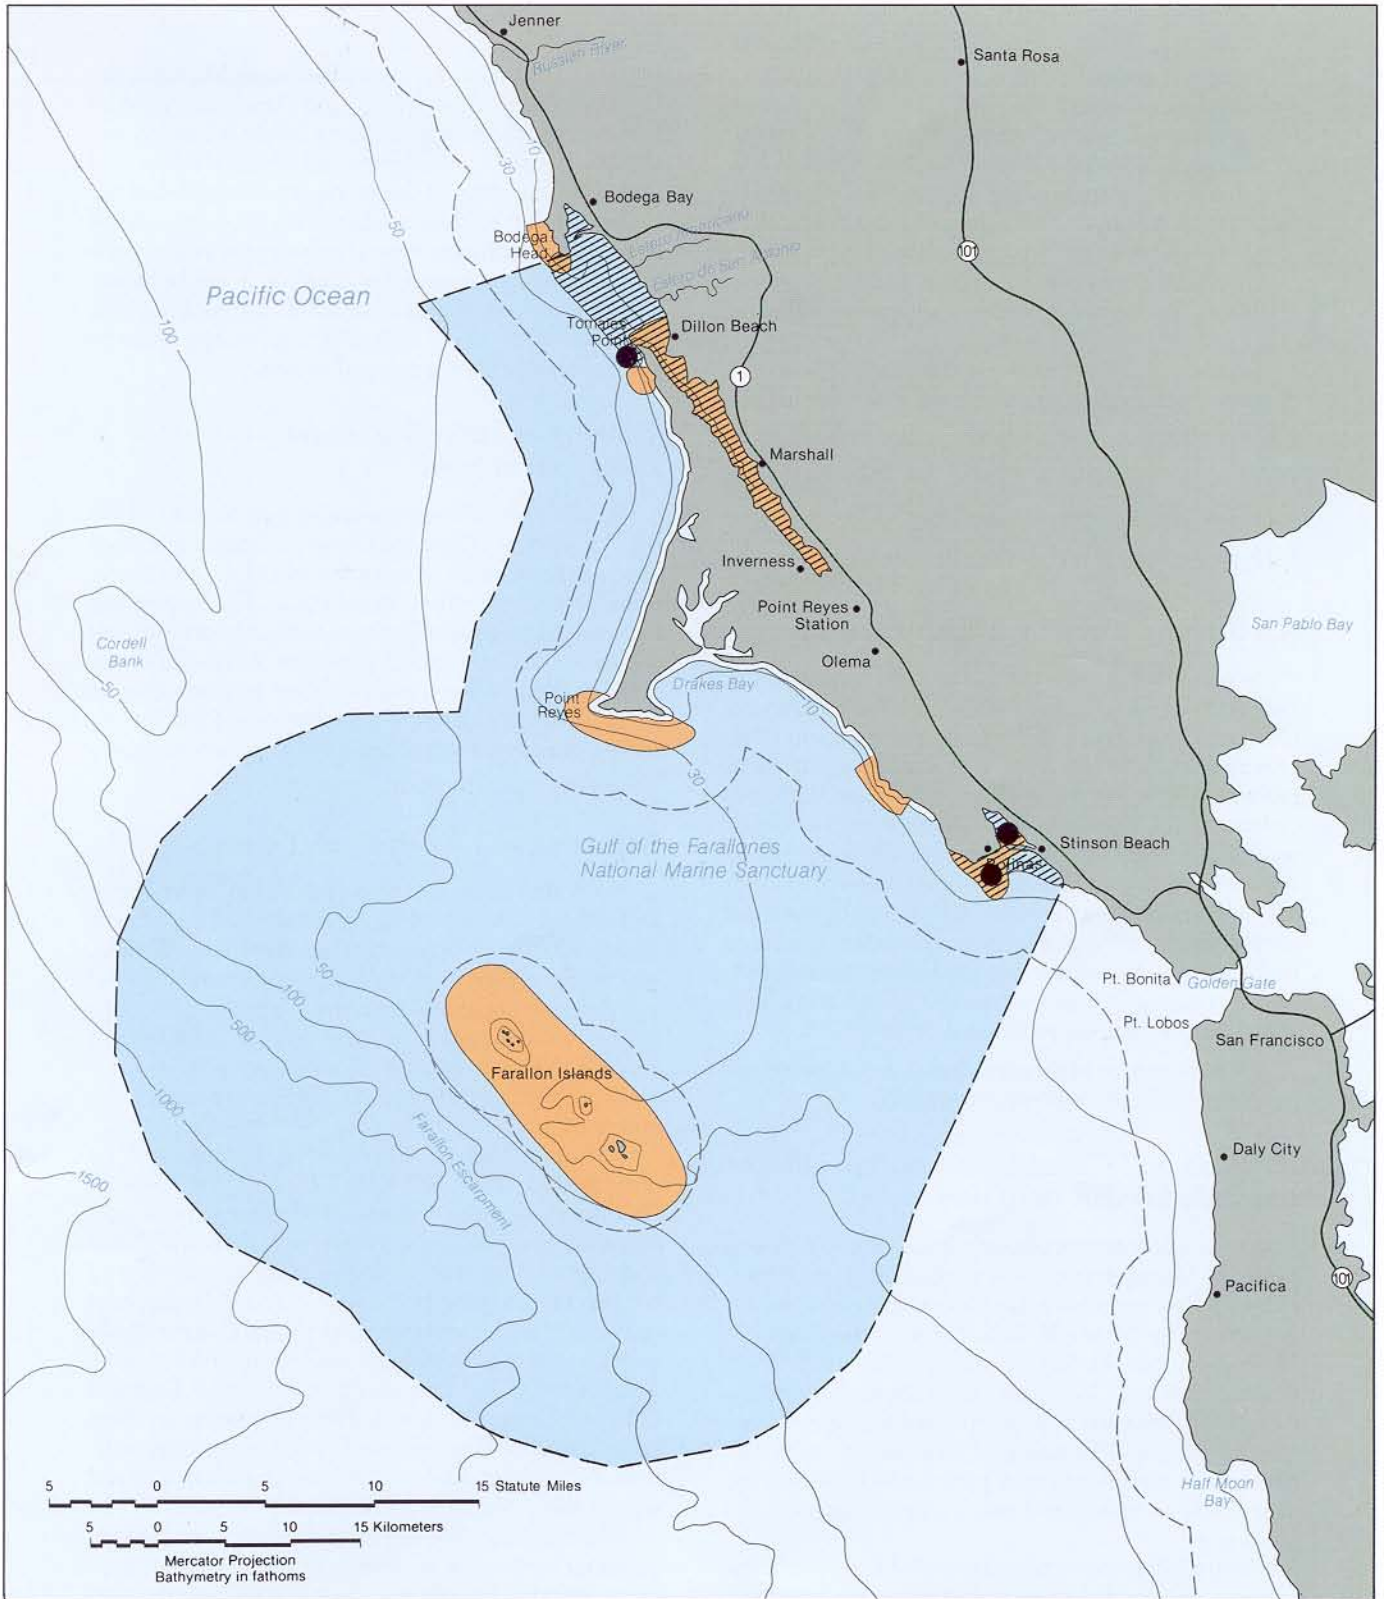 Jenner
Russian River
Santa Rosa
10
30
Bodega Bay
50
Bodega
Head
Estero Americano
Estero de San Antonio
101
Pacific Ocean
100
Tomales
Point
Dillon Beach
1
Marshall
Inverness
Point Reyes
Station
San Pablo Bay
Cordell
Bank
50
Olema
Drakes Bay
Point
Reyes
10
30
Gulf of the Farallones
National Marine Sanctuary
Stinson Beach
Bolinas
50
100
500
Pt. Bonita
Golden Gate
Pt. Lobos
San Francisco
Farallon Islands
1000
Farallon Escarpment
Daly City
1500
101
Pacifica
Half Moon
Bay
5 0 5 10 15 Statute Miles
5 0 5 10 15 Kilometers
Mercator Projection
Bathymetry in fathoms